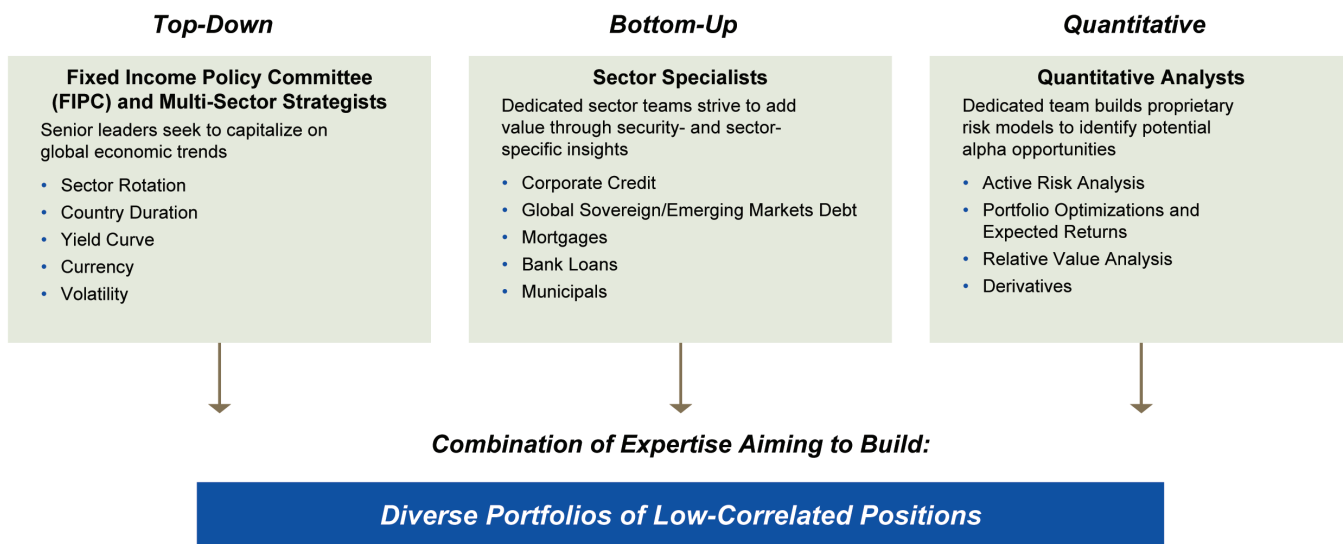 Top-Down
Fixed Income Policy Committee
(FIPC) and Multi-Sector Strategists
Senior leaders seek to capitalize on
global economic trends
• Sector Rotation
• Country Duration
• Yield Curve
• Currency
• Volatility
Bottom-Up
Sector Specialists
Dedicated sector teams strive to add
value through security- and sector-
specific insights
• Corporate Credit
• Global Sovereign/Emerging Markets Debt
• Mortgages
• Bank Loans
• Municipals
Quantitative
Quantitative Analysts
Dedicated team builds proprietary
risk models to identify potential
alpha opportunities
• Active Risk Analysis
• Portfolio Optimizations and
Expected Returns
• Relative Value Analysis
• Derivatives
Combination of Expertise Aiming to Build:
Diverse Portfolios of Low-Correlated Positions